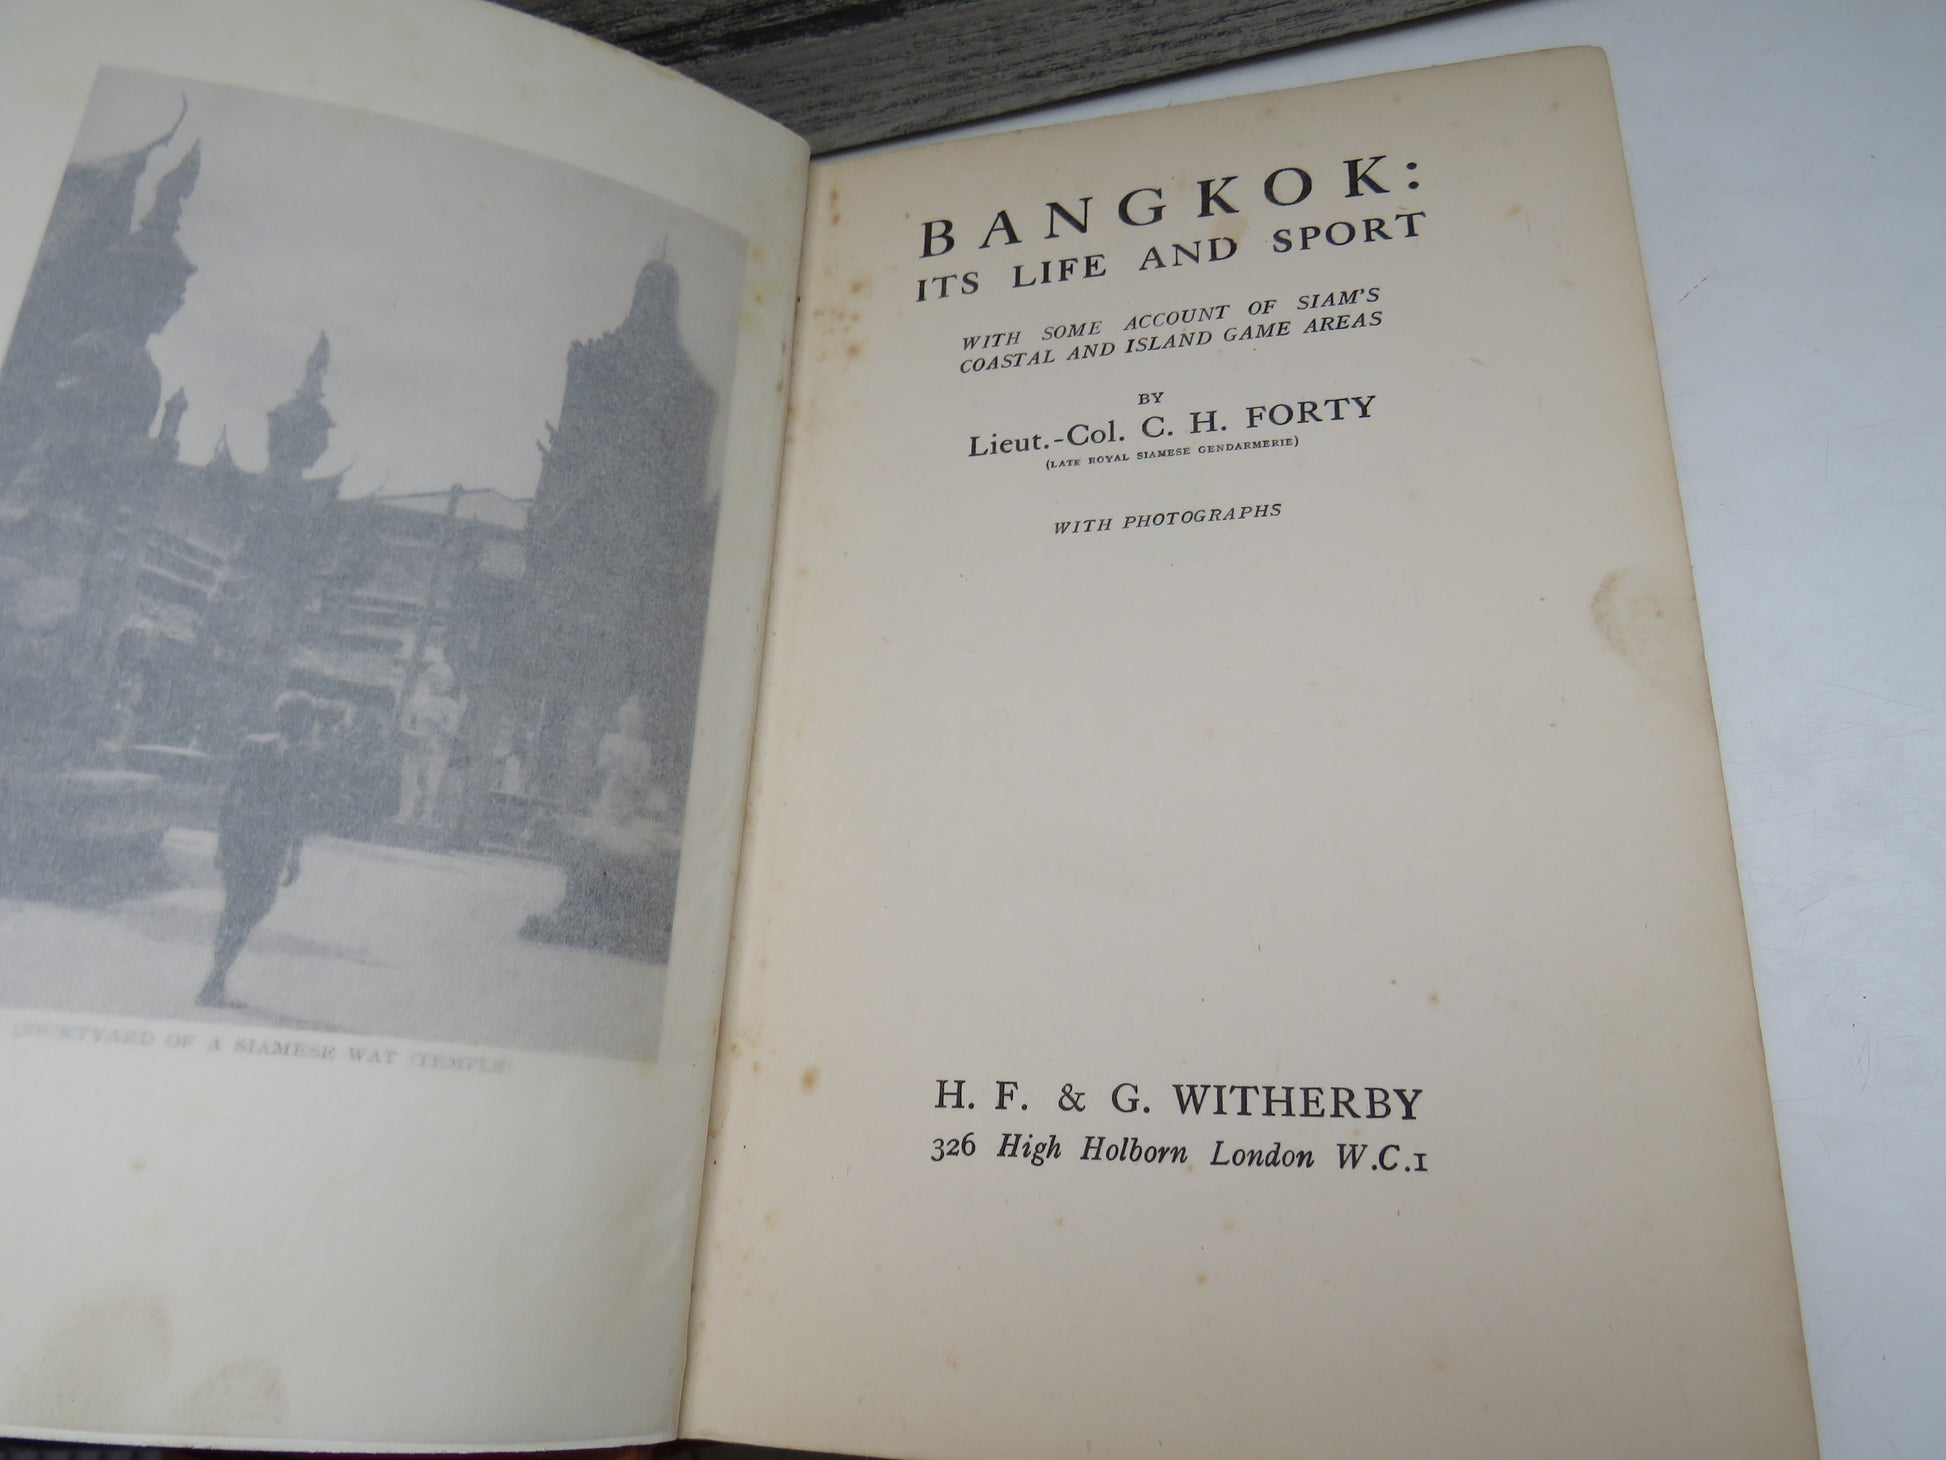 COURTYARD OF A SIAMESE WAT (TEMPLE)
BANGKOK:
ITS LIFE AND SPORT
WITH SOME ACCOUNT OF SIAM'S
COASTAL AND ISLAND GAME AREAS
BY
Lieut.-Col. C. H. FORTY
(LATE ROYAL SIAMESE GENDARMERIE)
WITH PHOTOGRAPHS
H. F. & G. WITHERBY
326 High Holborn London W.C.1